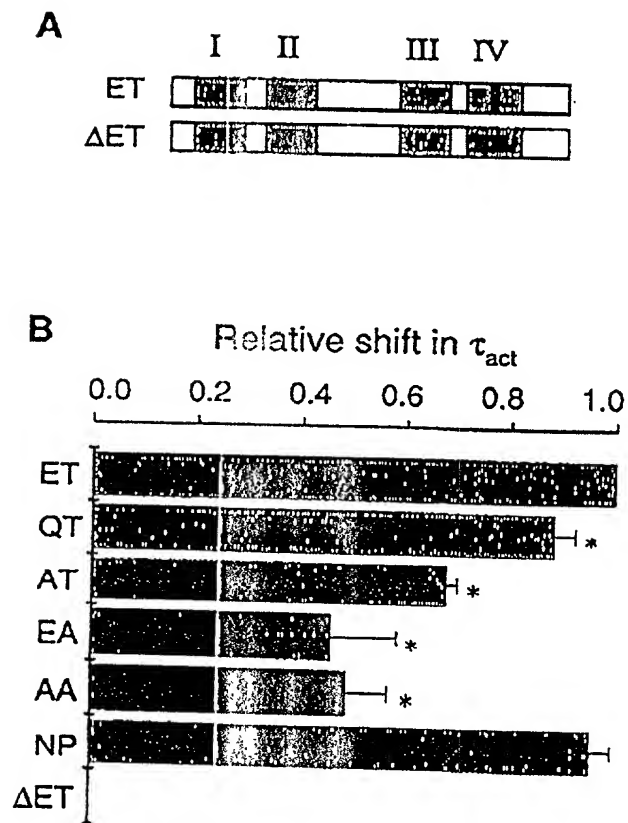 A
I II III IV
ET
ΔET
B
Relative shift in τact
0.0 0.2 0.4 0.6 0.8 1.0
ET
QT *
AT *
EA *
AA *
NP
ΔET